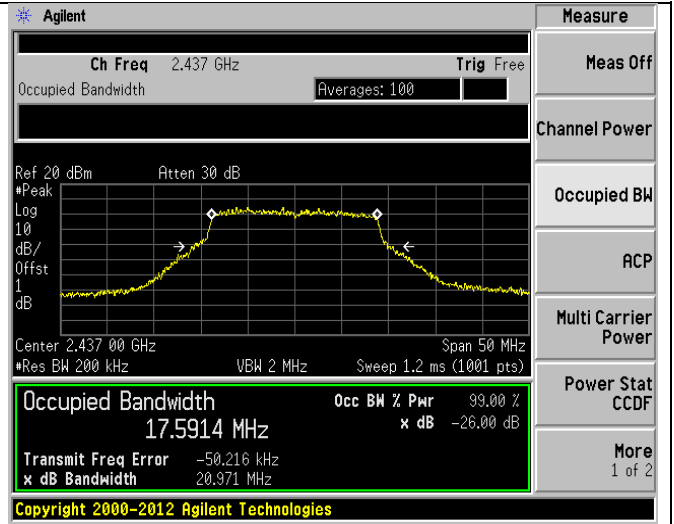 Agilent
Measure
Ch Freq 2.437 GHz Trig Free
Occupied Bandwidth Averages: 100
Meas Off
Channel Power
Occupied BW
ACP
Multi Carrier
Power
Power Stat
CCDF
More
1 of 2
Ref 20 dBm Atten 30 dB
#Peak
Log
10
dB/
Offst
1
dB
Center 2.437 00 GHz Span 50 MHz
#Res BW 200 kHz VBW 2 MHz Sweep 1.2 ms (1001 pts)
Occupied Bandwidth Occ BW % Pwr 99.00 %
17.5914 MHz x dB -26.00 dB
Transmit Freq Error -50.216 kHz
x dB Bandwidth 20.971 MHz
Copyright 2000-2012 Agilent Technologies